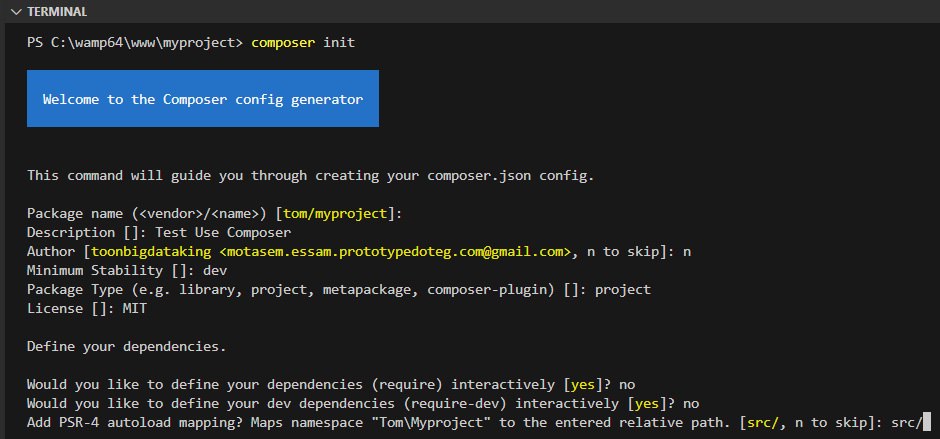 TERMINAL
PS C:\wamp64\www\myproject> composer init
Welcome to the Composer config generator
This command will guide you through creating your composer.json config.
Package name (<vendor>/<name>) [tom/myproject]:
Description []: Test Use Composer
Author [toonbigdataking <motasem.essam.prototypedoteg.com@gmail.com>, n to skip]: n
Minimum Stability []: dev
Package Type (e.g. library, project, metapackage, composer-plugin) []: project
License []: MIT
Define your dependencies.
Would you like to define your dependencies (require) interactively [yes]? no
Would you like to define your dev dependencies (require-dev) interactively [yes]? no
Add PSR-4 autoload mapping? Maps namespace "Tom\Myproject" to the entered relative path. [src/, n to skip]: src/